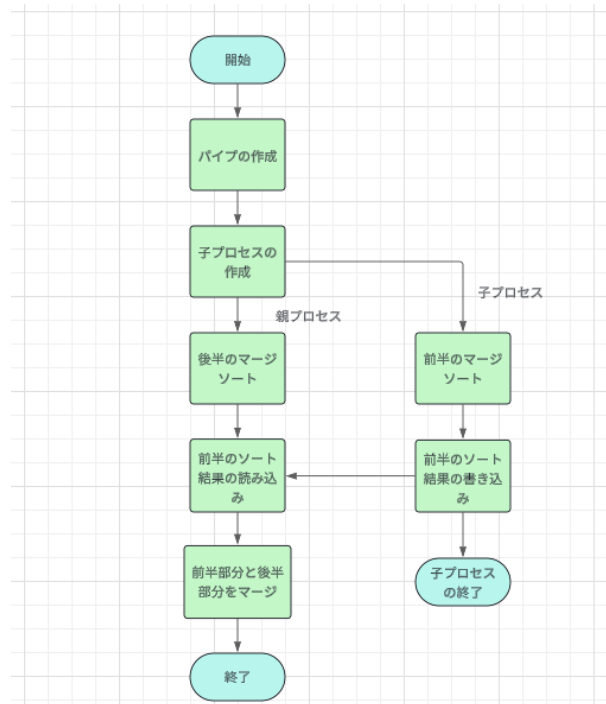 開始
パイプの作成
子プロセスの
作成
子プロセス
親プロセス
後半のマージ
ソート
前半のマージ
ソート
前半のソート
結果の読み込
み
前半のソート
結果の書き込
み
前半部分と後半
部分をマージ
子プロセス
の終了
終了